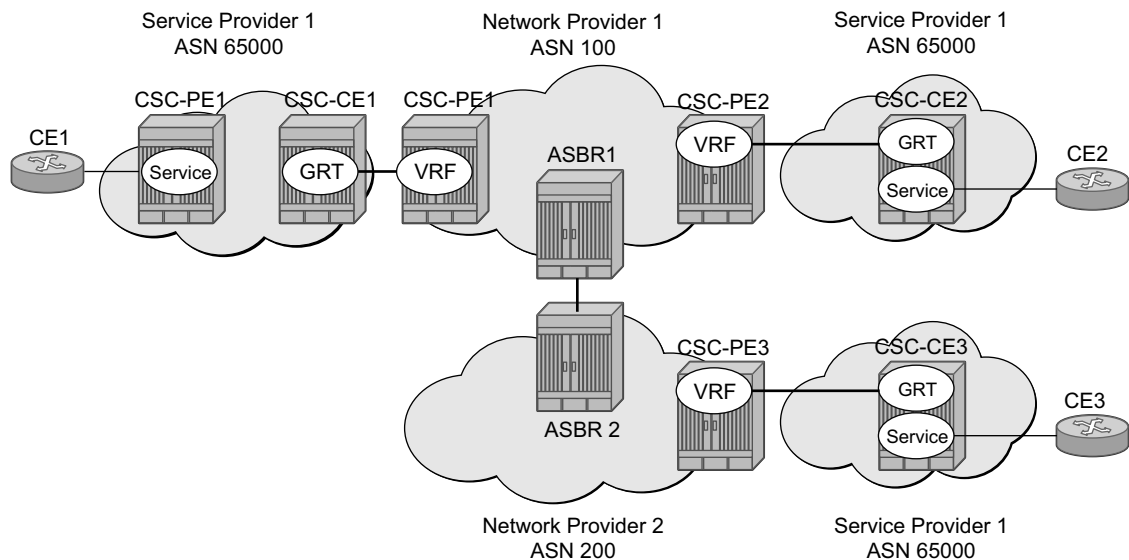 Service Provider 1
ASN 65000
Network Provider 1
ASN 100
Service Provider 1
ASN 65000
CSC-PE1
CSC-CE1
CSC-PE1
CSC-PE2
CSC-CE2
CE1
Service
GRT
VRF
ASBR1
VRF
GRT
Service
CE2
CSC-PE3
CSC-CE3
VRF
GRT
Service
CE3
ASBR 2
Network Provider 2
ASN 200
Service Provider 1
ASN 65000